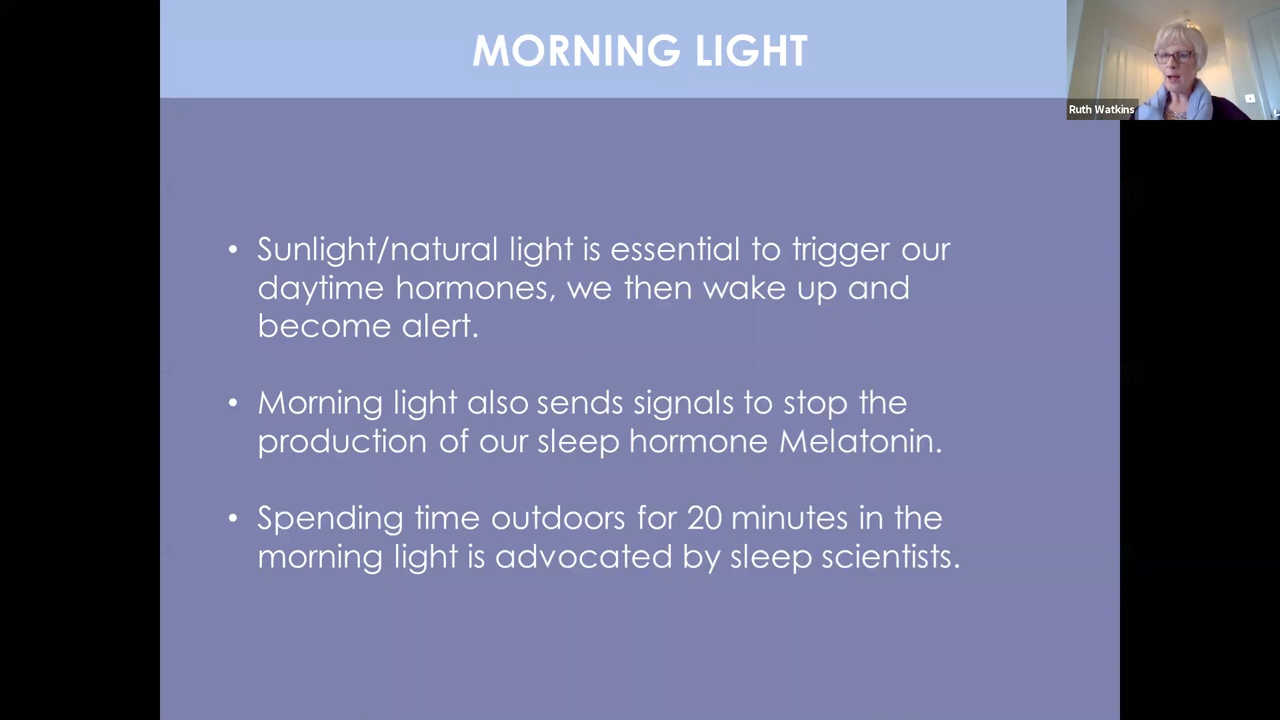 MORNING LIGHT
Ruth Watkins
• Sunlight/natural light is essential to trigger our
daytime hormones, we then wake up and
become alert.
• Morning light also sends signals to stop the
production of our sleep hormone Melatonin.
• Spending time outdoors for 20 minutes in the
morning light is advocated by sleep scientists.